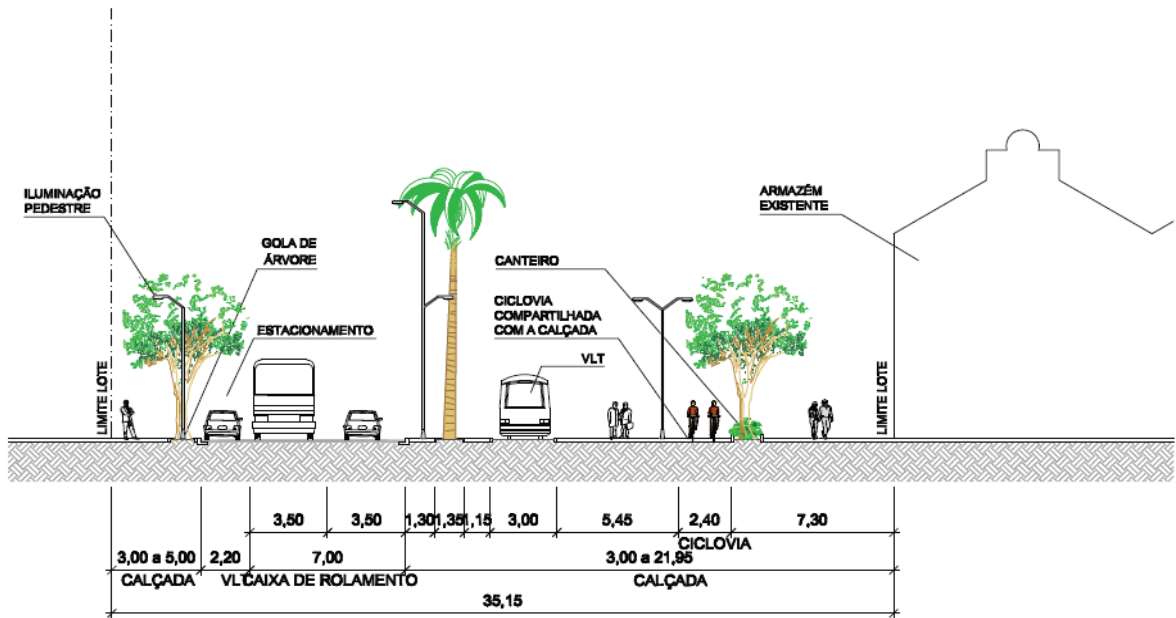 ILUMINAÇÃO
PEDESTRE
GOLA DE
ÁRVORE
ESTACIONAMENTO
LIMITE LOTE
CANTEIRO
CICLOVIA
COMPARTILHADA
COM A CALÇADA
VLT
ARMAZÉM
EXISTENTE
LIMITE LOTE
3,50
3,50
1,30
1,35
1,15
3,00
5,45
2,40
7,30
CICLOVIA
3,00 a 5,00
2,20
7,00
3,00 a 21,95
CALÇADA
VLT
CAIXA DE ROLAMENTO
CALÇADA
35,15